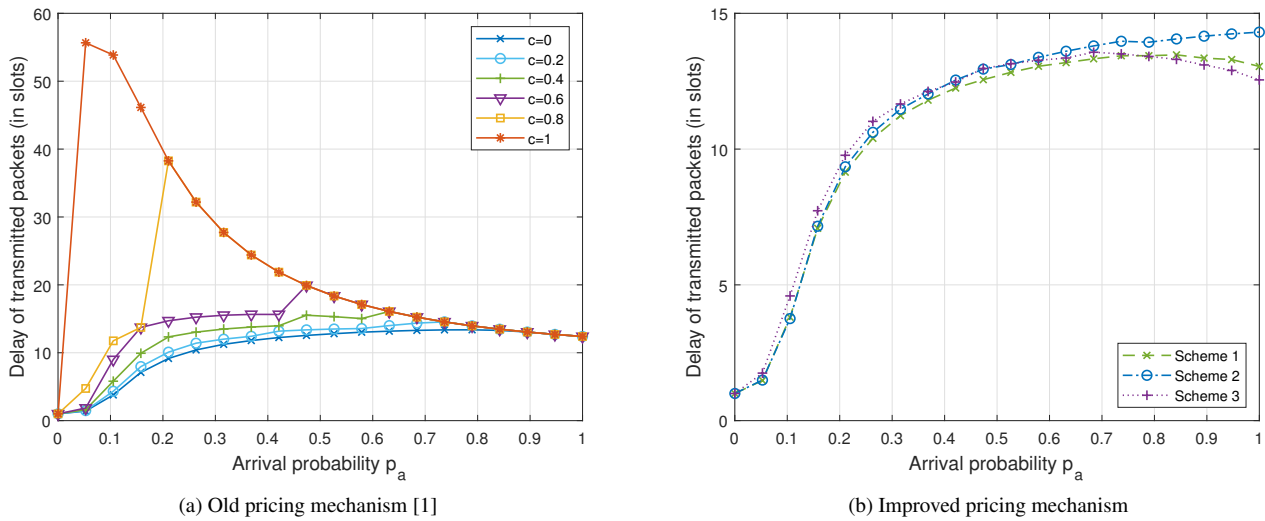 60
50
40
30
20
10
0
0 0.1 0.2 0.3 0.4 0.5 0.6 0.7 0.8 0.9 1
Delay of transmitted packets (in slots)
Arrival probability p_a
c=0
c=0.2
c=0.4
c=0.6
c=0.8
c=1
(a) Old pricing mechanism [1]
15
10
5
0
0 0.1 0.2 0.3 0.4 0.5 0.6 0.7 0.8 0.9 1
Delay of transmitted packets (in slots)
Arrival probability p_a
Scheme 1
Scheme 2
Scheme 3
(b) Improved pricing mechanism